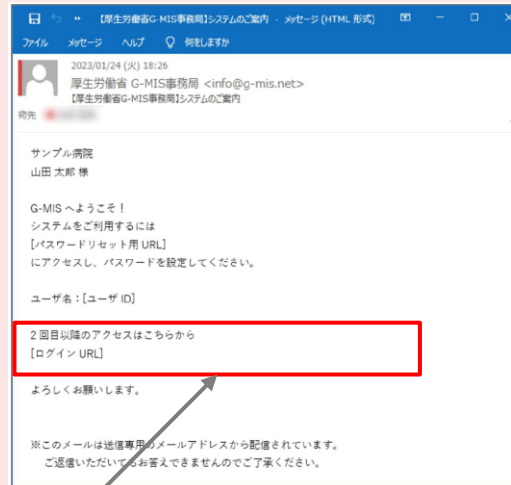 【厚生労働省G-MIS事務局】システムのご案内 - メッセージ (HTML 形式)
ファイル メッセージ ヘルプ 何をしますか
2023/01/24 (火) 18:26
厚生労働省 G-MIS事務局 <info@g-mis.net>
【厚生労働省G-MIS事務局】システムのご案内
宛先
サンプル病院
山田 太郎 様
G-MIS へようこそ！
システムをご利用するには
[パスワードリセット用 URL]
にアクセスし、パスワードを設定してください。
ユーザ名：[ユーザ ID]
2 回目以降のアクセスはこちらから
[ログイン URL]
よろしくお願いします。
※このメールは送信専用のメールアドレスから配信されています。
ご返信いただいてもお答えできませんのでご了承ください。